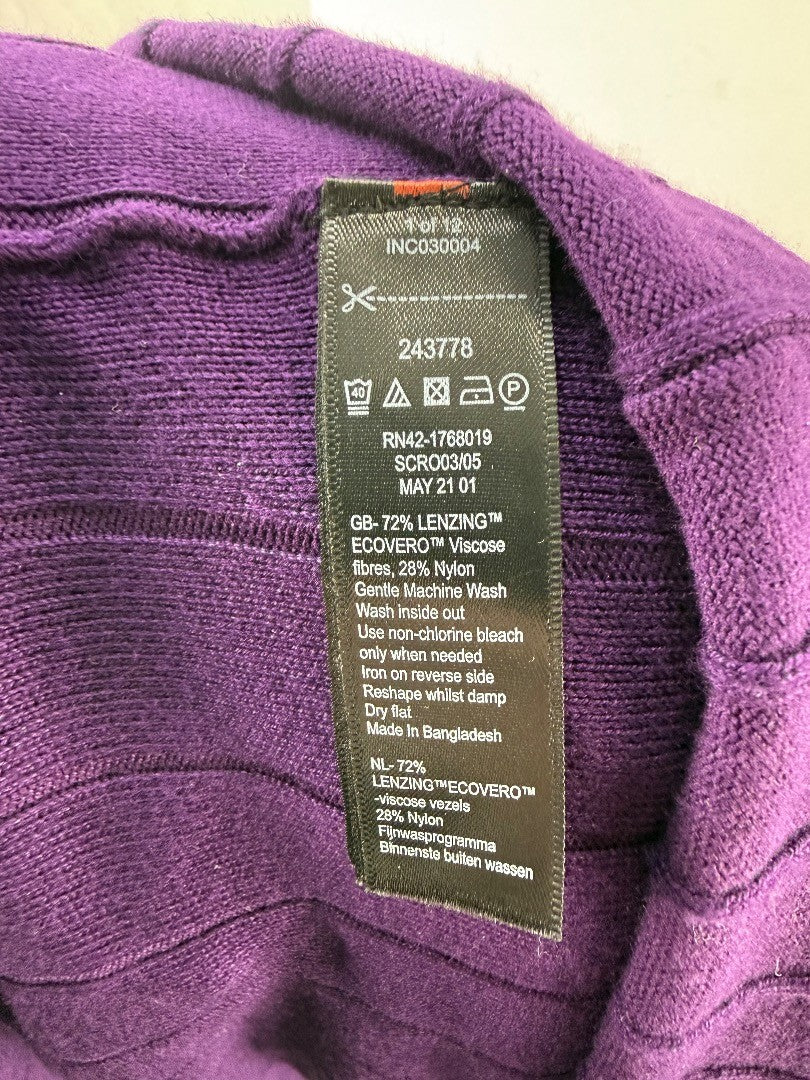 1 of 12
INC030004
243778
40 P
RN42-1768019
SCRO03/05
MAY 21 01
GB- 72% LENZING™
ECOVERO™ Viscose
fibres, 28% Nylon
Gentle Machine Wash
Wash inside out
Use non-chlorine bleach
only when needed
Iron on reverse side
Reshape whilst damp
Dry flat
Made In Bangladesh
NL- 72%
LENZING™ECOVERO™
-viscose vezels
28% Nylon
Fijnwasprogramma
Binnenste buiten wassen